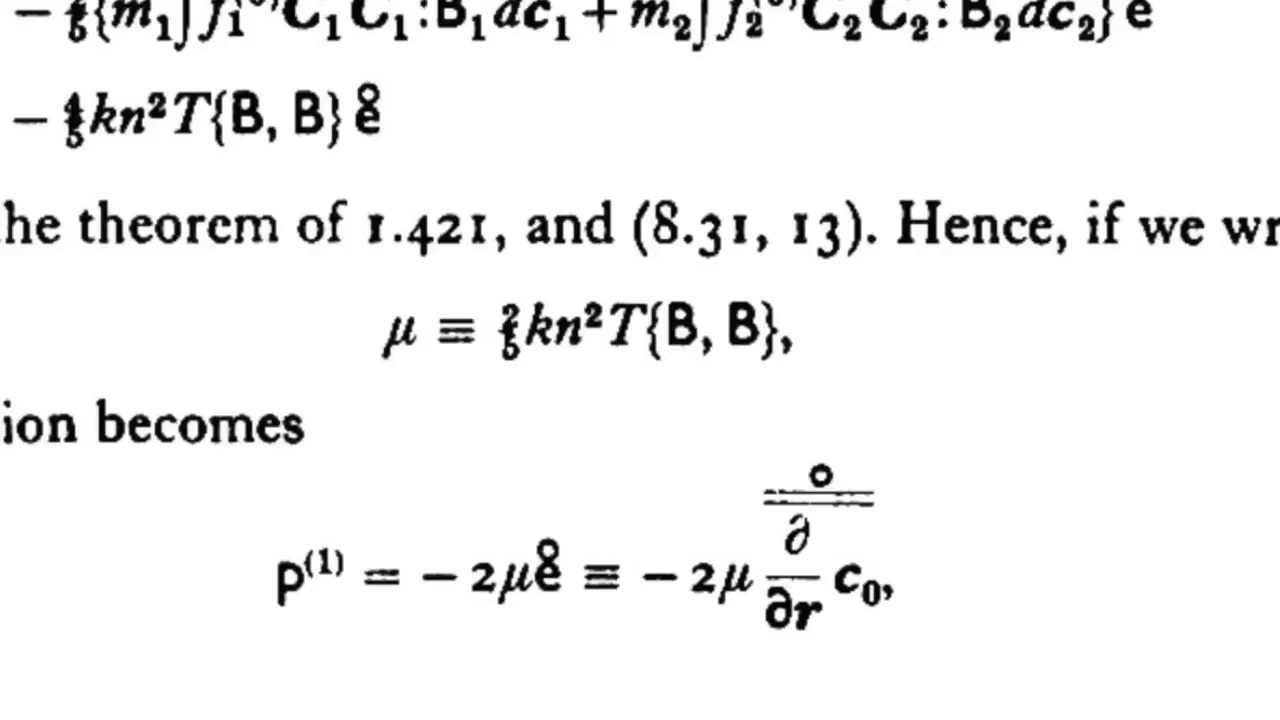 − ⅖{m₁∫f₁⁽⁰⁾C₁C₁:B₁dc₁ + m₂∫f₂⁽⁰⁾C₂C₂:B₂dc₂} e
− ⅘kn²T{B, B} e̊
he theorem of 1.421, and (8.31, 13). Hence, if we wr
μ ≡ ⅖kn²T{B, B},
ion becomes
p⁽¹⁾ = − 2μe̊ ≡ − 2μ ∂/∂r c₀,